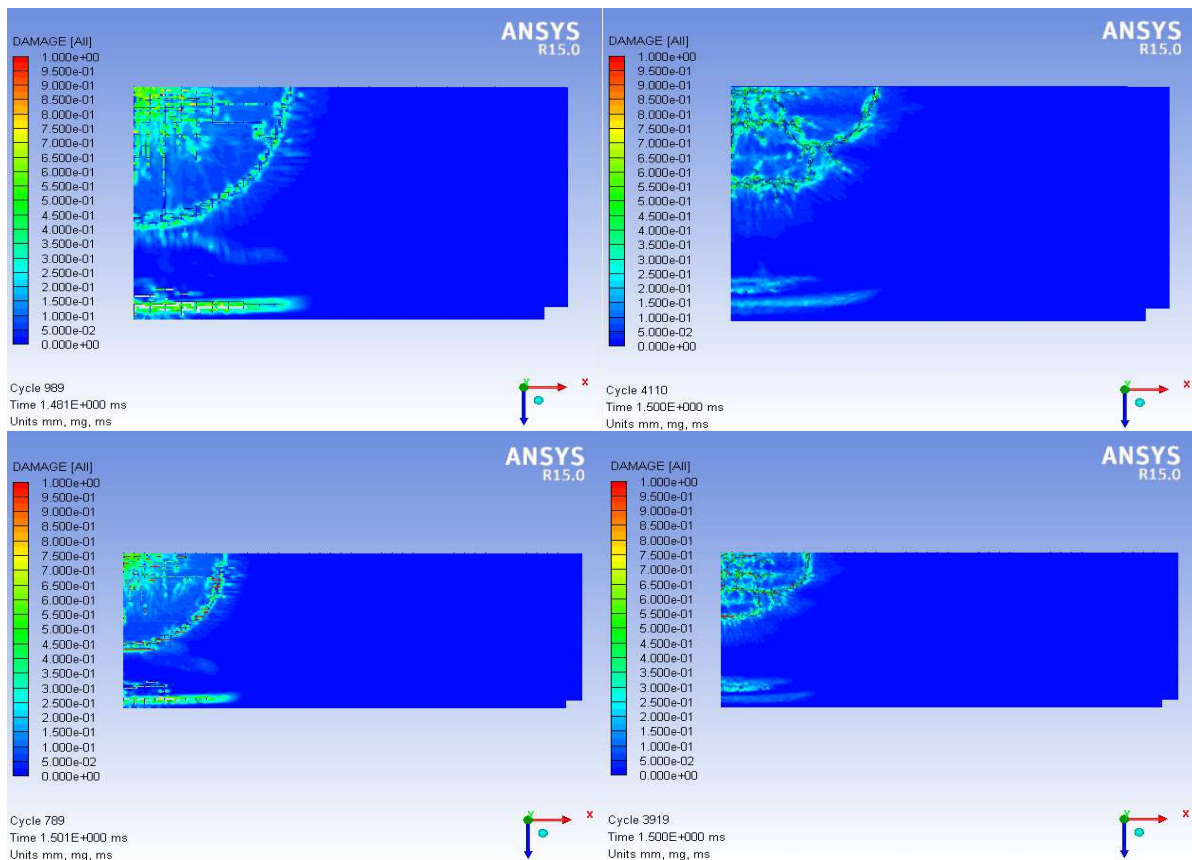 ANSYS
R15.0
DAMAGE [All]
1.000e+00
9.500e-01
9.000e-01
8.500e-01
8.000e-01
7.500e-01
7.000e-01
6.500e-01
6.000e-01
5.500e-01
5.000e-01
4.500e-01
4.000e-01
3.500e-01
3.000e-01
2.500e-01
2.000e-01
1.500e-01
1.000e-01
5.000e-02
0.000e+00
Cycle 989
Time 1.481E+000 ms
Units mm, mg, ms
Y
X
ANSYS
R15.0
DAMAGE [All]
1.000e+00
9.500e-01
9.000e-01
8.500e-01
8.000e-01
7.500e-01
7.000e-01
6.500e-01
6.000e-01
5.500e-01
5.000e-01
4.500e-01
4.000e-01
3.500e-01
3.000e-01
2.500e-01
2.000e-01
1.500e-01
1.000e-01
5.000e-02
0.000e+00
Cycle 4110
Time 1.500E+000 ms
Units mm, mg, ms
Y
X
ANSYS
R15.0
DAMAGE [All]
1.000e+00
9.500e-01
9.000e-01
8.500e-01
8.000e-01
7.500e-01
7.000e-01
6.500e-01
6.000e-01
5.500e-01
5.000e-01
4.500e-01
4.000e-01
3.500e-01
3.000e-01
2.500e-01
2.000e-01
1.500e-01
1.000e-01
5.000e-02
0.000e+00
Cycle 789
Time 1.501E+000 ms
Units mm, mg, ms
Y
X
ANSYS
R15.0
DAMAGE [All]
1.000e+00
9.500e-01
9.000e-01
8.500e-01
8.000e-01
7.500e-01
7.000e-01
6.500e-01
6.000e-01
5.500e-01
5.000e-01
4.500e-01
4.000e-01
3.500e-01
3.000e-01
2.500e-01
2.000e-01
1.500e-01
1.000e-01
5.000e-02
0.000e+00
Cycle 3919
Time 1.500E+000 ms
Units mm, mg, ms
Y
X